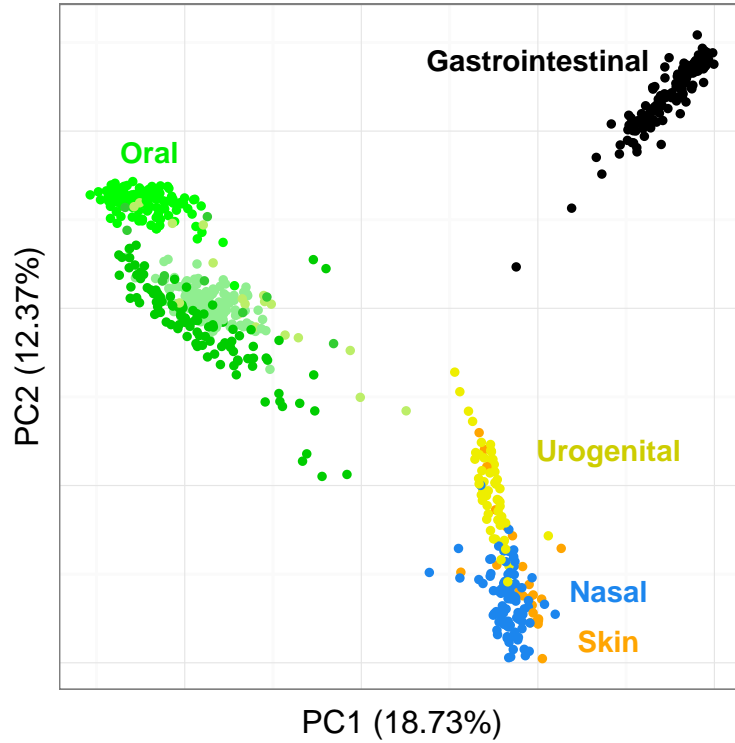 Gastrointestinal
Oral
Urogenital
Nasal
Skin
PC2 (12.37%)
PC1 (18.73%)